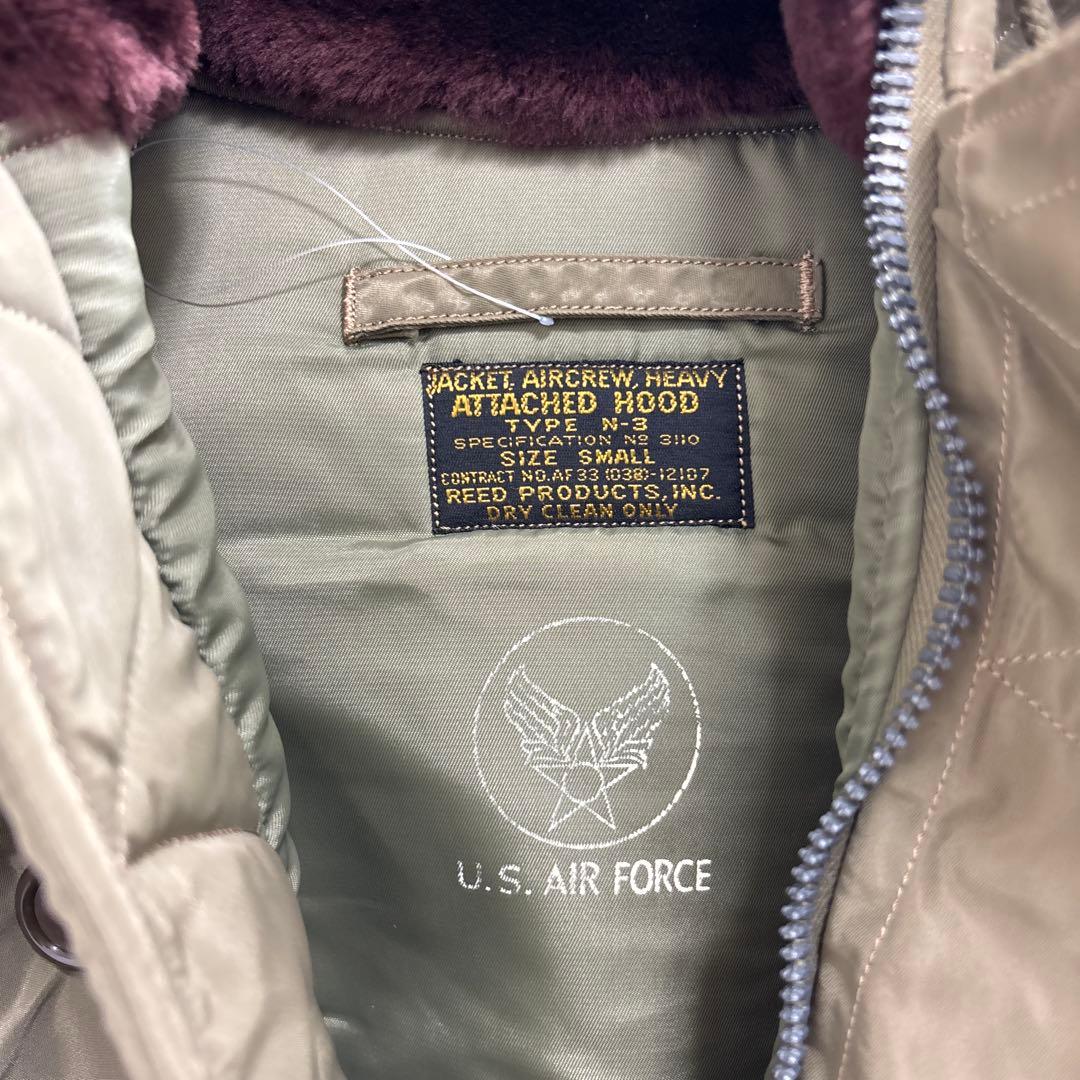 JACKET, AIRCREW, HEAVY
ATTACHED HOOD
TYPE N-3
SPECIFICATION Nº 3110
SIZE SMALL
CONTRACT NO. AF 33 (038)-12187
REED PRODUCTS, INC.
DRY CLEAN ONLY
U.S. AIR FORCE